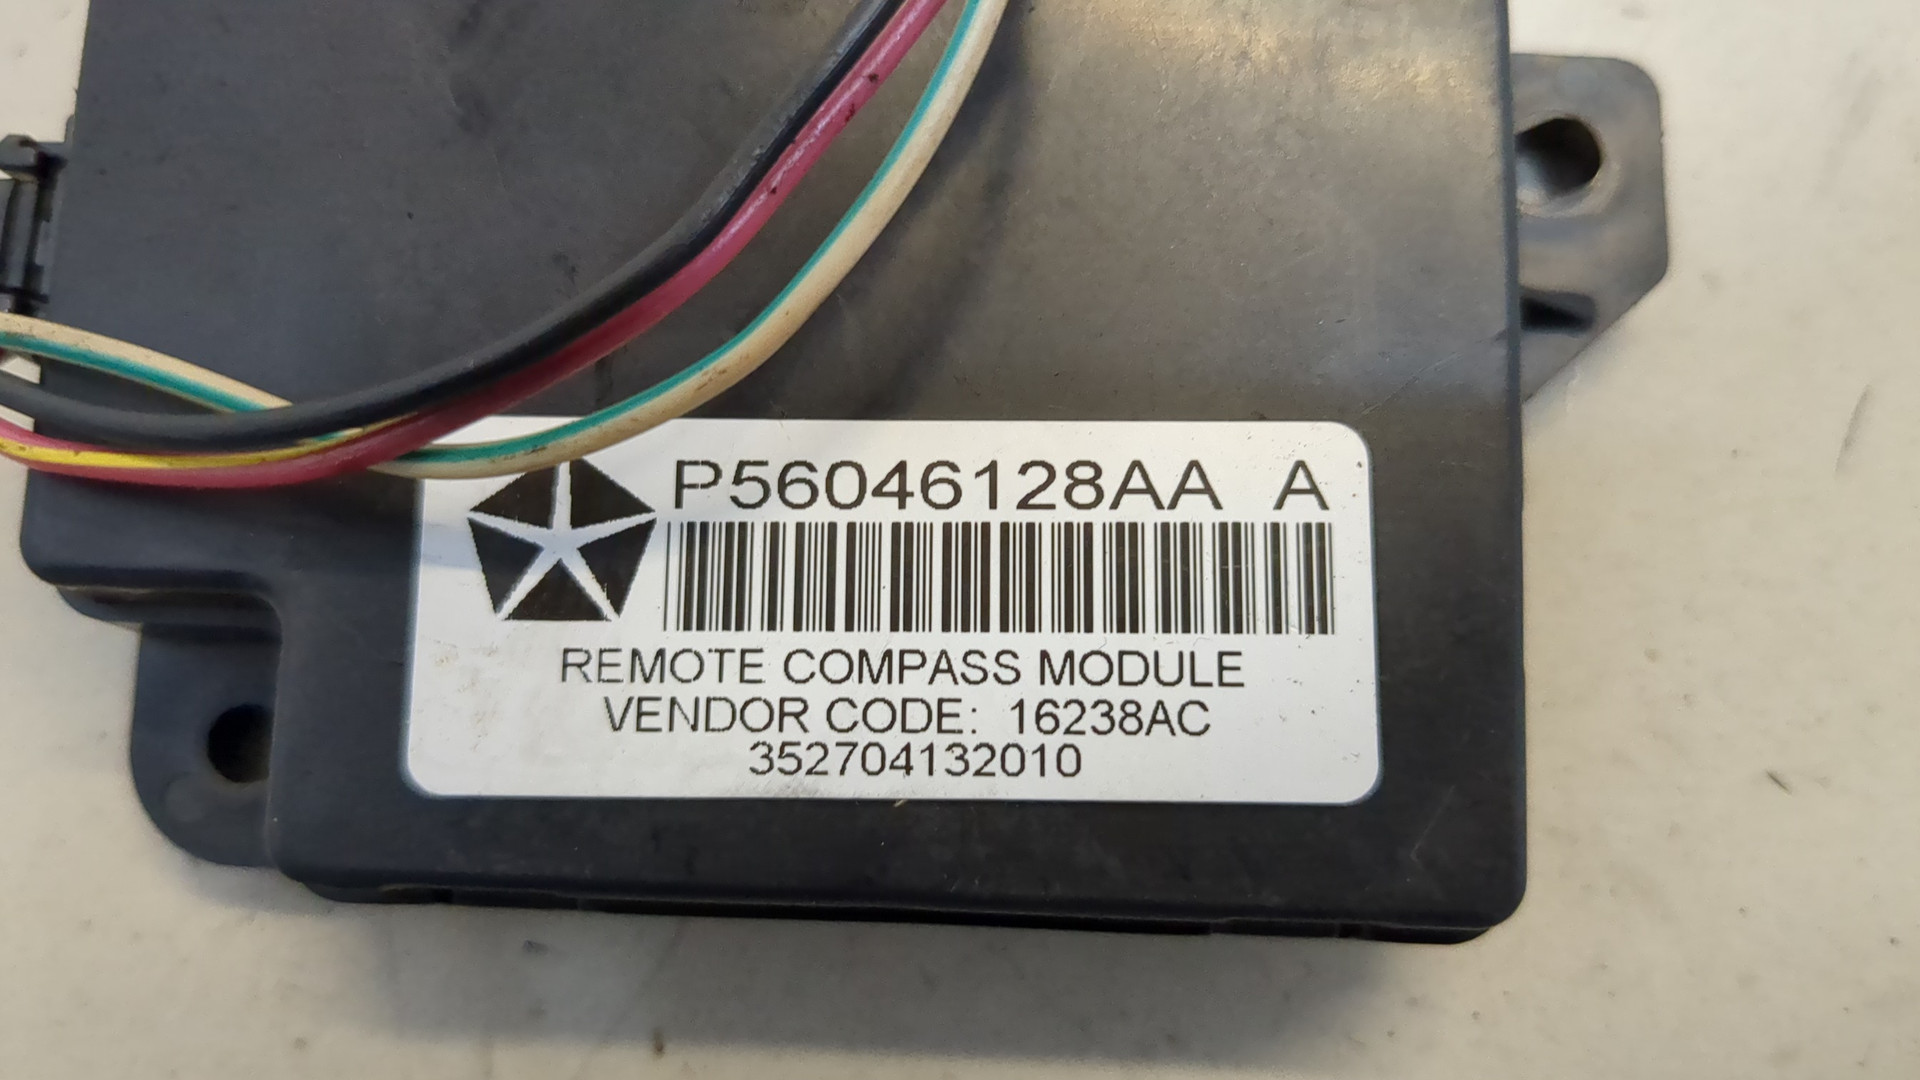 P56046128AA A
REMOTE COMPASS MODULE
VENDOR CODE: 16238AC
352704132010